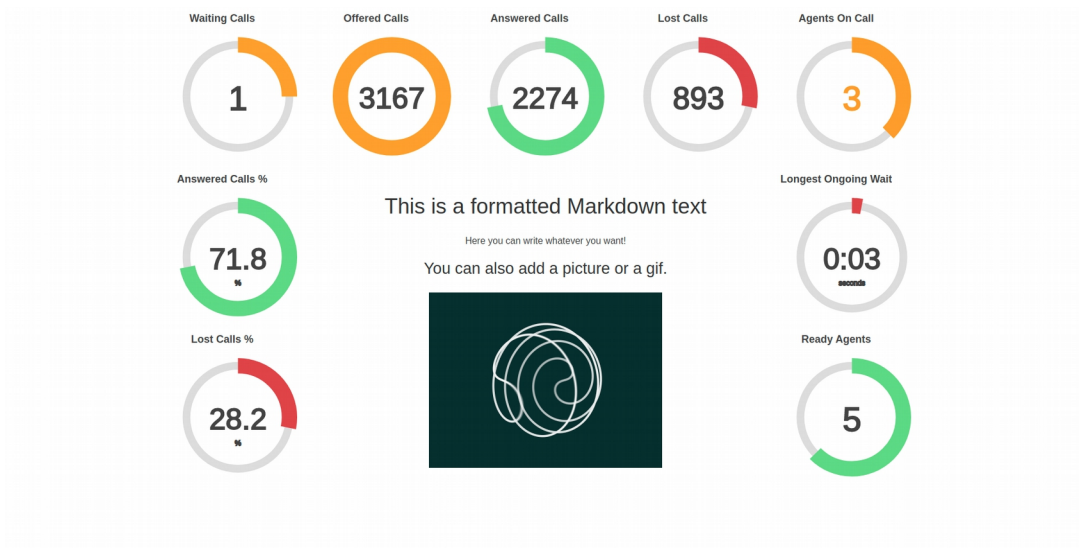 Waiting Calls
Offered Calls
Answered Calls
Lost Calls
Agents On Call
1
3167
2274
893
3
Answered Calls %
71.8
%
Lost Calls %
28.2
%
This is a formatted Markdown text
Here you can write whatever you want!
You can also add a picture or a gif.
Longest Ongoing Wait
0:03
seconds
Ready Agents
5